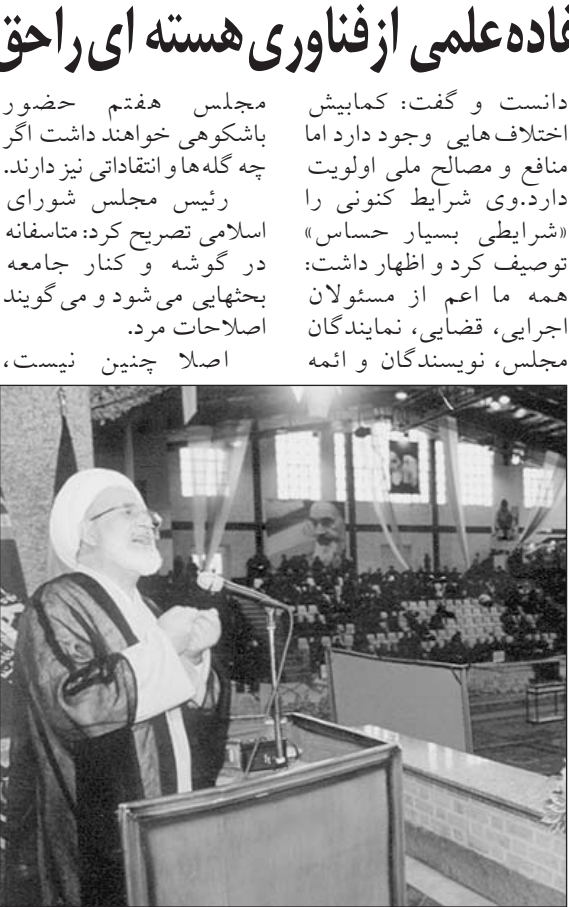 فاده علمی ازفناوری هسته ای راحق
دانست و گفت: کمابیش
اختلاف‌هایی وجود دارد اما
منافع و مصالح ملی اولویت
دارد.وی شرایط کنونی را
«شرایطی بسیار حساس»
توصیف کرد و اظهار داشت:
همه ما اعم از مسئولان
اجرایی، قضایی، نمایندگان
مجلس، نویسندگان و ائمه
مجلس هفتم حضور
باشکوهی خواهند داشت اگر
چه گله‌ها و انتقاداتی نیز دارند.
رئیس مجلس شورای
اسلامی تصریح کرد: متاسفانه
در گوشه و کنار جامعه
بحثهایی می‌شود و می‌گویند
اصلاحات مرد.
اصلا چنین نیست،